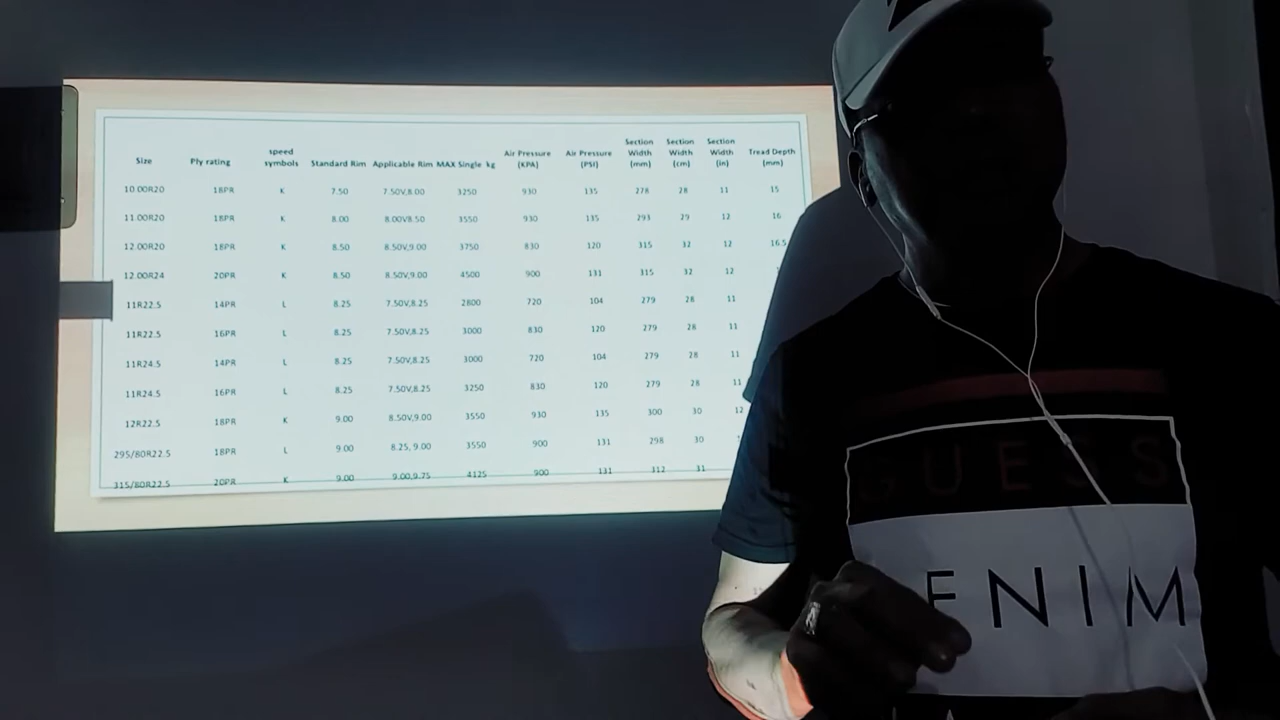 Size Ply rating speed symbols Standard Rim Applicable Rim MAX Single kg Air Pressure (KPA) Air Pressure (PSI) Section Width (mm) Section Width (cm) Section Width (in) Tread Depth (mm)
10.00R20 18PR K 7.50 7.50V,8.00 3250 930 135 278 28 11 15
11.00R20 18PR K 8.00 8.00V8.50 3550 930 135 293 29 12 16
12.00R20 18PR K 8.50 8.50V,9.00 3750 830 120 315 32 12 16.5
12.00R24 20PR K 8.50 8.50V,9.00 4500 900 131 315 32 12
11R22.5 14PR L 8.25 7.50V,8.25 2800 720 104 279 28 11
11R22.5 16PR L 8.25 7.50V,8.25 3000 830 120 279 28 11
11R24.5 14PR L 8.25 7.50V,8.25 3000 720 104 279 28 11
11R24.5 16PR L 8.25 7.50V,8.25 3250 830 120 279 28 11
12R22.5 18PR K 9.00 8.50V,9.00 3550 930 135 300 30 12
295/80R22.5 18PR L 9.00 8.25, 9.00 3550 900 131 298 30
315/80R22.5 20PR K 9.00 9.00,9.75 4125 900 131 312 31
GUESS
ENIM